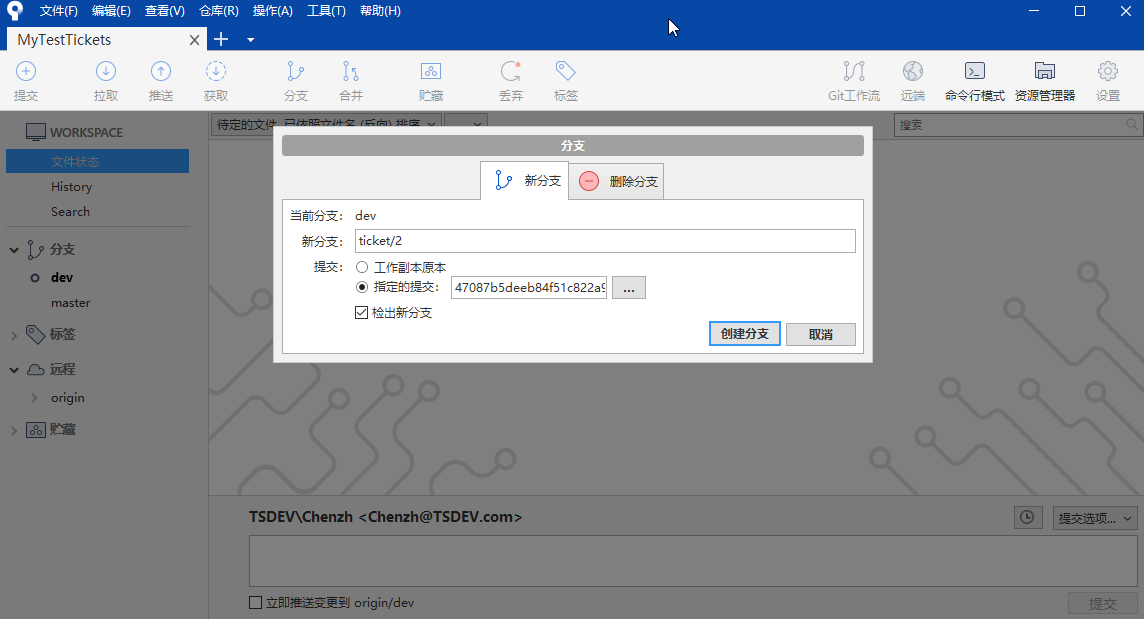 文件(F) 编辑(E) 查看(V) 仓库(R) 操作(A) 工具(T) 帮助(H)
MyTestTickets
提交 拉取 推送 获取 分支 合并 贮藏 丢弃 标签 Git工作流 远端 命令行模式 资源管理器 设置
WORKSPACE
文件状态
History
Search
分支
dev
master
标签
远程
origin
贮藏
待定的文件, 已依照文件名 (反向) 排序
搜索
分支
新分支 删除分支
当前分支: dev
新分支: ticket/2
提交: 工作副本原本
指定的提交: 47087b5deeb84f51c822a9
...
检出新分支
创建分支 取消
TSDEV\Chenzh <Chenzh@TSDEV.com>
提交选项...
立即推送变更到 origin/dev
提交